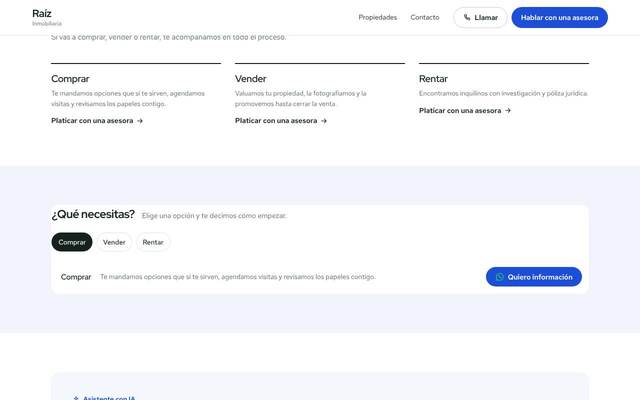 Raíz
Inmobiliaria
Propiedades
Contacto
Llamar
Hablar con una asesora
Si vas a comprar, vender o rentar, te acompañamos en todo el proceso.
Comprar
Te mandamos opciones que sí te sirven, agendamos
visitas y revisamos los papeles contigo.
Platicar con una asesora →
Vender
Valuamos tu propiedad, la fotografiamos y la
promovemos hasta cerrar la venta.
Platicar con una asesora →
Rentar
Encontramos inquilinos con investigación y póliza jurídica.
Platicar con una asesora →
¿Qué necesitas? Elige una opción y te decimos cómo empezar.
Comprar
Vender
Rentar
Comprar Te mandamos opciones que sí te sirven, agendamos visitas y revisamos los papeles contigo.
Quiero información
Asistente con IA